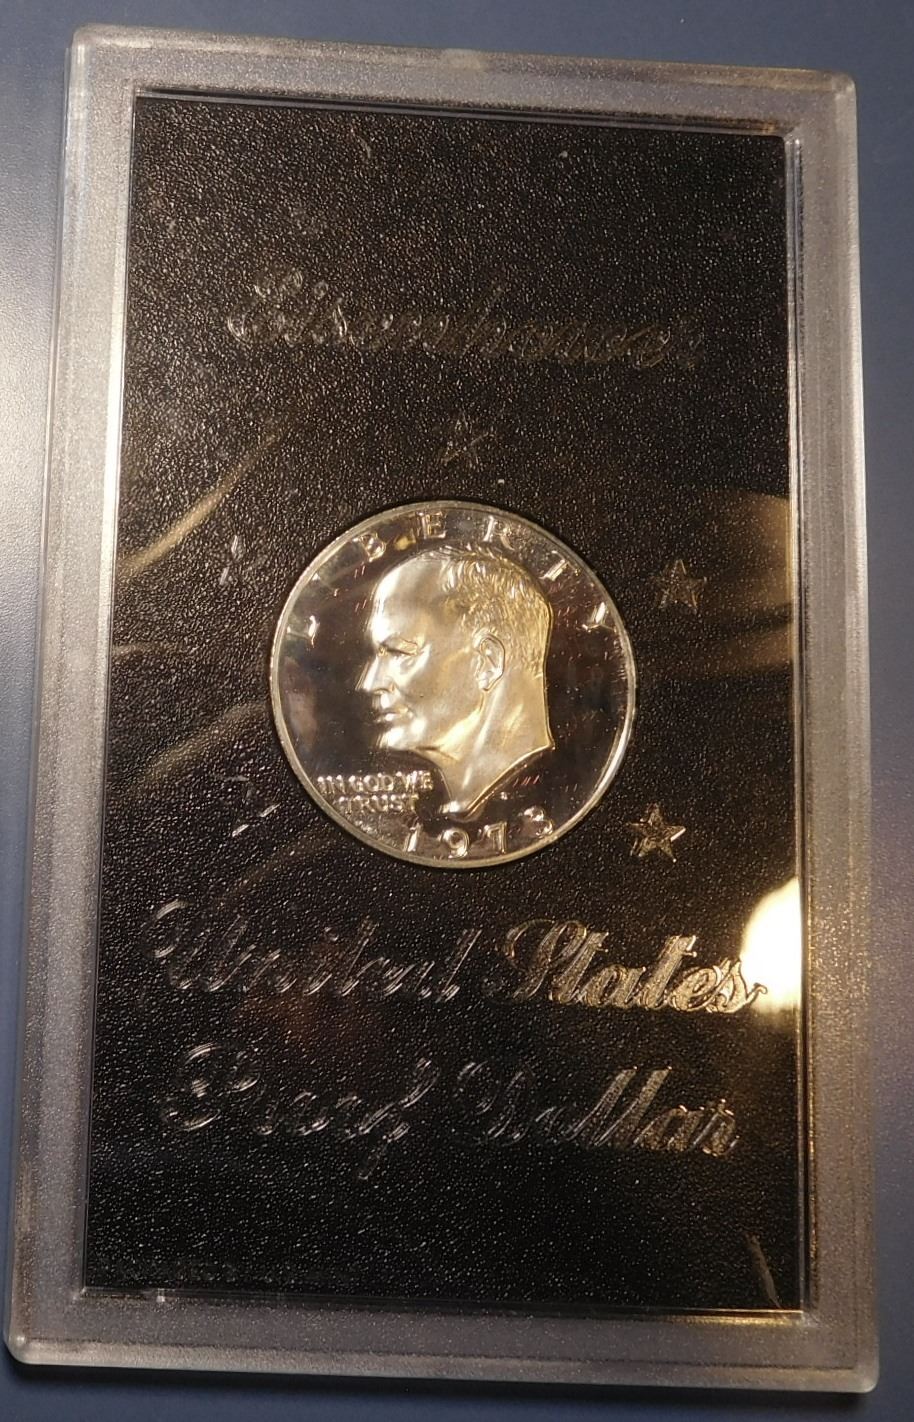 Eisenhower
LIBERTY
IN GOD WE
TRUST
1973
United States
Proof Dollar